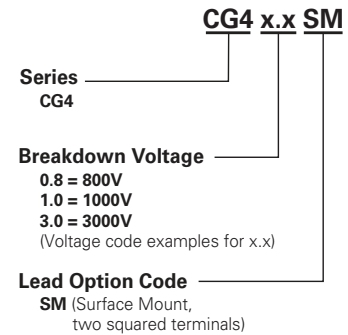 CG4 x.x SM
Series
CG4
Breakdown Voltage
0.8 = 800V
1.0 = 1000V
3.0 = 3000V
(Voltage code examples for x.x)
Lead Option Code
SM (Surface Mount,
two squared terminals)